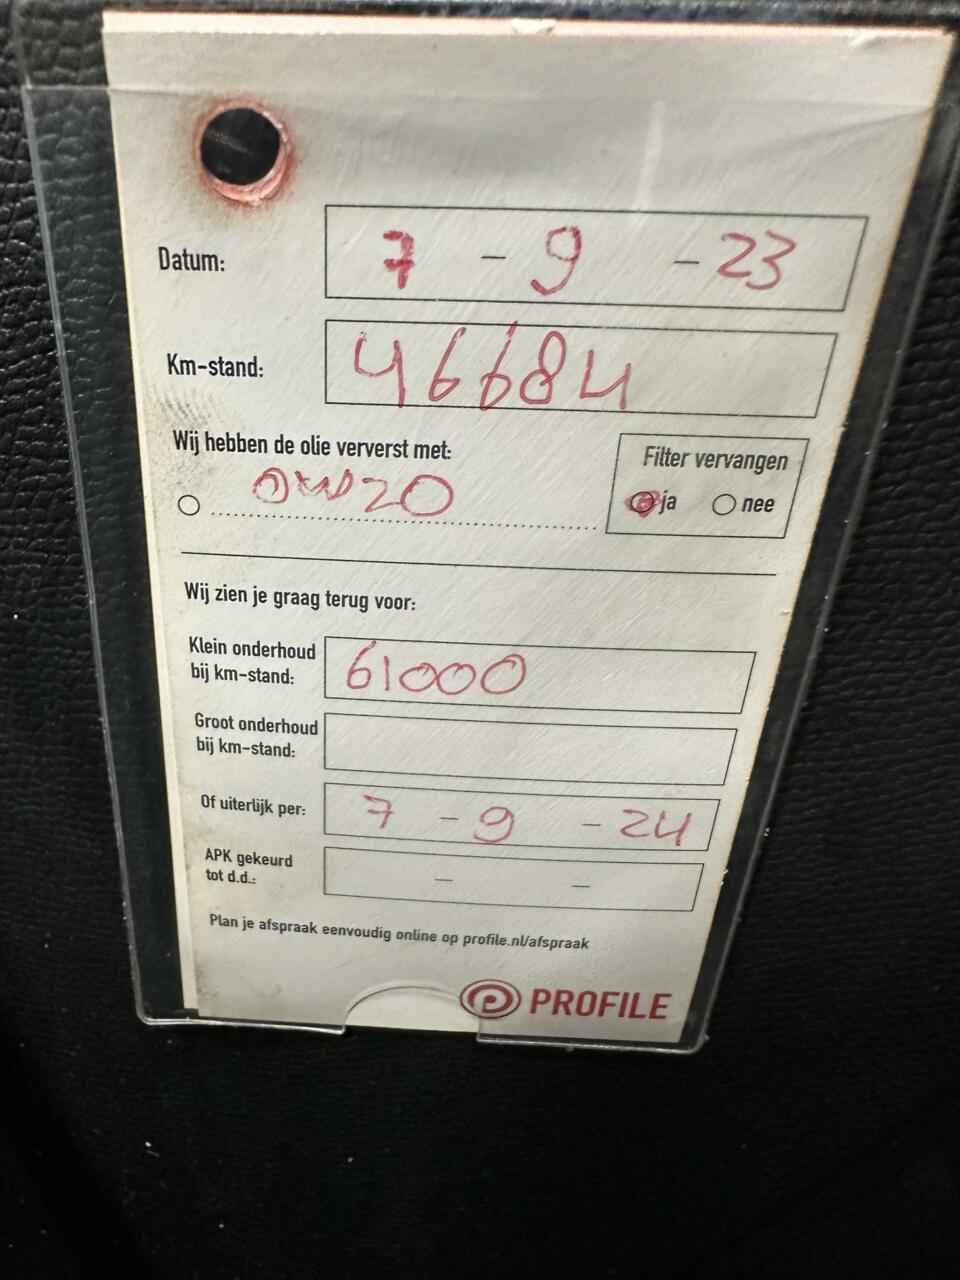 Datum: 7 - 9 - 23
Km-stand: 46684
Wij hebben de olie ververst met:
0W20
Filter vervangen
ja nee
Wij zien je graag terug voor:
Klein onderhoud
bij km-stand: 61000
Groot onderhoud
bij km-stand:
Of uiterlijk per: 7 - 9 - 24
APK gekeurd
tot d.d.: - -
Plan je afspraak eenvoudig online op profile.nl/afspraak
PROFILE